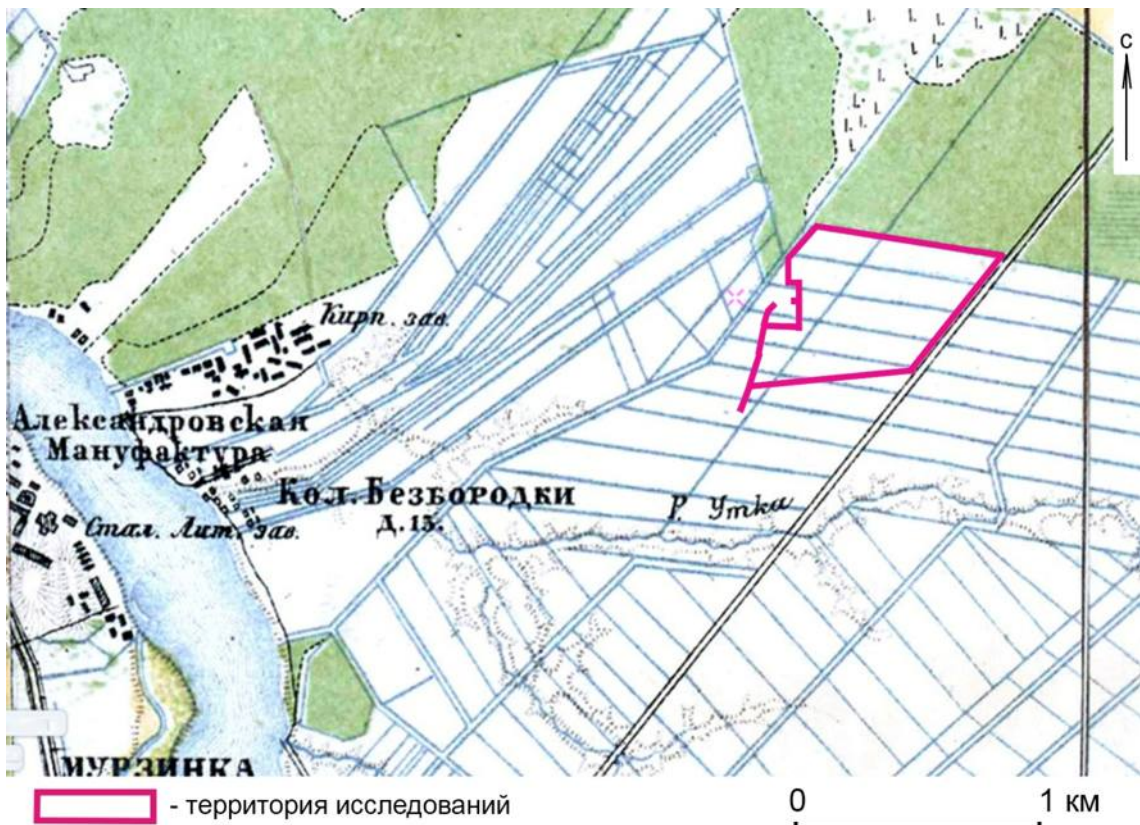 с
Кирп. зав.
Александровская
Мануфактура
Кол. Безбородки
Д. 15.
Стал. Лит. зав.
Р. Утка
МУРЗИНКА
- территория исследований
0 1 км